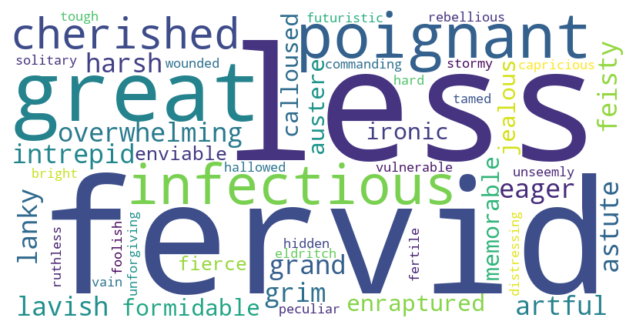 tough
futuristic
rebellious
cherished
poignant
less
solitary
harsh
wounded
calloused
austere
commanding
stormy
capricious
hard
tamed
jealous
feisty
great
overwhelming
ironic
intrepid
enviable
hallowed
vulnerable
unseemly
bright
infectious
memorable
eager
fervid
lanky
ruthless
foolish
unforgiving
vain
fierce
hidden
eldritch
grand
grim
peculiar
fertile
distressing
astute
lavish
formidable
enraptured
artful